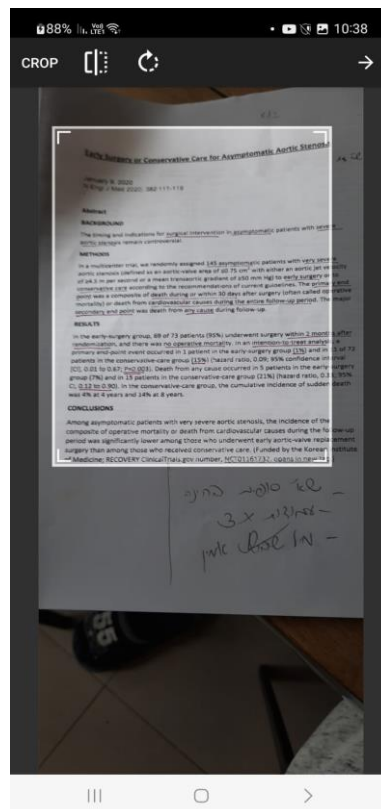 88% VoB LTE1 10:38
CROP
Early Surgery or Conservative Care for Asymptomatic Aortic Stenosis
January 9, 2020
N Engl J Med 2020; 382:111-119
Abstract
BACKGROUND
The timing and indications for surgical intervention in asymptomatic patients with severe
aortic stenosis remain controversial.
METHODS
In a multicenter trial, we randomly assigned 145 asymptomatic patients with very severe
aortic stenosis (defined as an aortic-valve area of ≤0.75 cm² with either an aortic jet velocity
of ≥4.5 m per second or a mean transaortic gradient of ≥50 mm Hg) to early surgery or to
conservative care according to the recommendations of current guidelines. The primary end
point was a composite of death during or within 30 days after surgery (often called operative
mortality) or death from cardiovascular causes during the entire follow-up period. The major
secondary end point was death from any cause during follow-up.
RESULTS
In the early-surgery group, 69 of 73 patients (95%) underwent surgery within 2 months after
randomization, and there was no operative mortality. In an intention-to-treat analysis, a
primary end-point event occurred in 1 patient in the early-surgery group (1%) and in 11 of 72
patients in the conservative-care group (15%) (hazard ratio, 0.09; 95% confidence interval
[CI], 0.01 to 0.67; P=0.003). Death from any cause occurred in 5 patients in the early-surgery
group (7%) and in 15 patients in the conservative-care group (21%) (hazard ratio, 0.33; 95%
CI, 0.12 to 0.90). In the conservative-care group, the cumulative incidence of sudden death
was 4% at 4 years and 14% at 8 years.
CONCLUSIONS
Among asymptomatic patients with very severe aortic stenosis, the incidence of the
composite of operative mortality or death from cardiovascular causes during the follow-up
period was significantly lower among those who underwent early aortic-valve replacement
surgery than among those who received conservative care. (Funded by the Korean Institute
of Medicine; RECOVERY ClinicalTrials.gov number, NCT01161732. opens in new tab.)